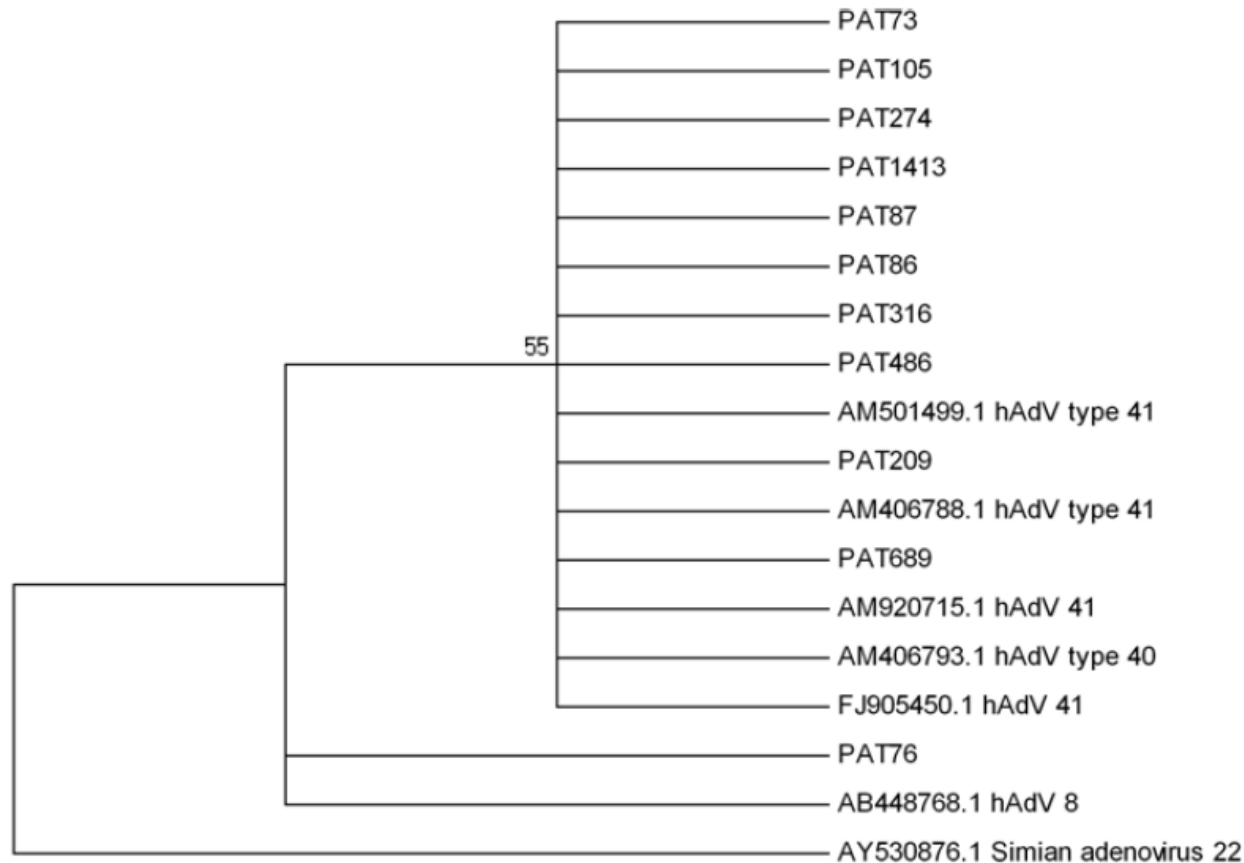 PAT73
PAT105
PAT274
PAT1413
PAT87
PAT86
PAT316
55
PAT486
AM501499.1 hAdV type 41
PAT209
AM406788.1 hAdV type 41
PAT689
AM920715.1 hAdV 41
AM406793.1 hAdV type 40
FJ905450.1 hAdV 41
PAT76
AB448768.1 hAdV 8
AY530876.1 Simian adenovirus 22